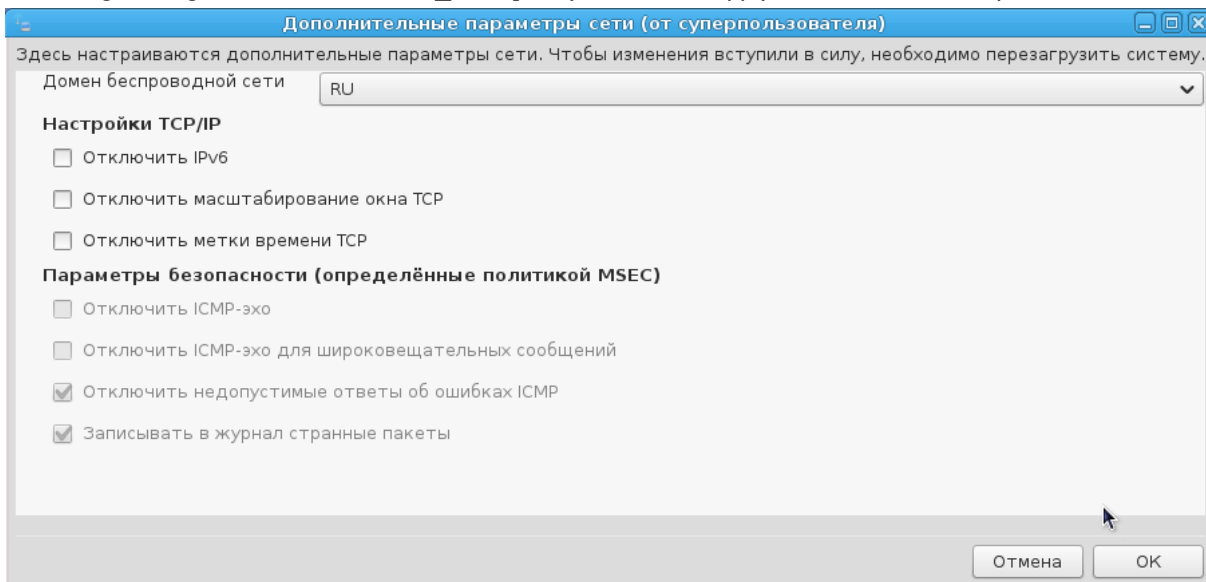 Дополнительные параметры сети (от суперпользователя)
Здесь настраиваются дополнительные параметры сети. Чтобы изменения вступили в силу, необходимо перезагрузить систему.
Домен беспроводной сети RU
Настройки TCP/IP
Отключить IPv6
Отключить масштабирование окна TCP
Отключить метки времени TCP
Параметры безопасности (определённые политикой MSEC)
Отключить ICMP-эхо
Отключить ICMP-эхо для широковещательных сообщений
Отключить недопустимые ответы об ошибках ICMP
Записывать в журнал странные пакеты
Отмена OK